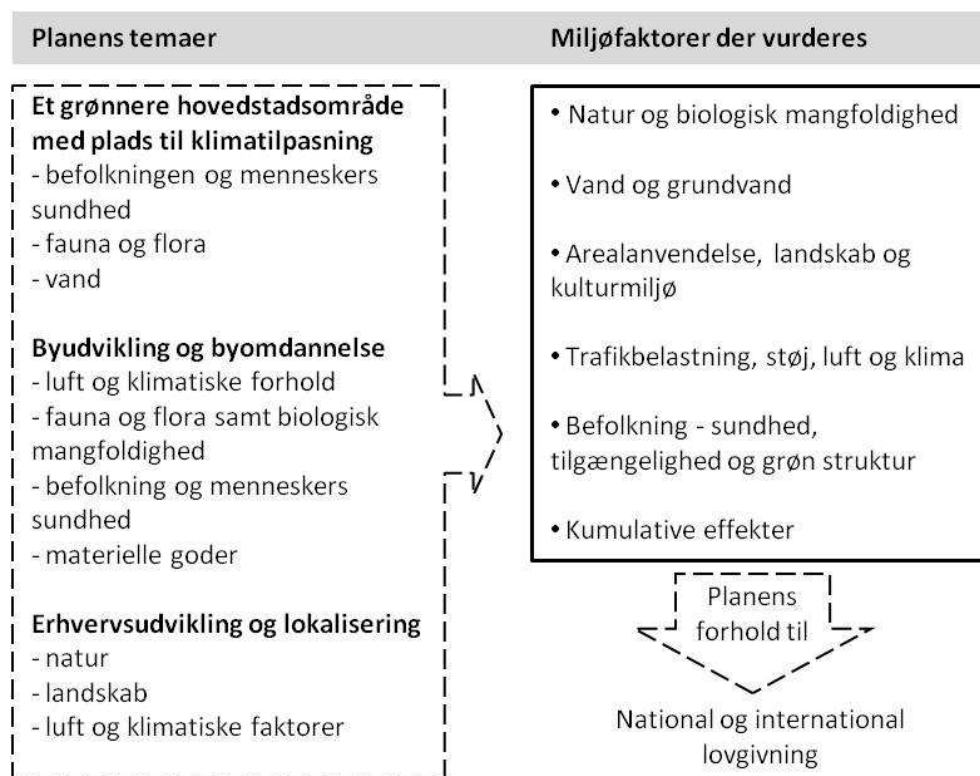 Planens temaer
Et grønnere hovedstadsområde
med plads til klimatilpasning
- befolkningen og menneskers
sundhed
- fauna og flora
- vand
Byudvikling og byomdannelse
- luft og klimatiske forhold
- fauna og flora samt biologisk
mangfoldighed
- befolkning og menneskers
sundhed
- materielle goder
Erhvervsudvikling og lokalisering
- natur
- landskab
- luft og klimatiske faktorer
Miljøfaktorer der vurderes
• Natur og biologisk mangfoldighed
• Vand og grundvand
• Arealanvendelse, landskab og
kulturmiljø
• Trafikbelastning, støj, luft og klima
• Befolkning - sundhed,
tilgængelighed og grøn struktur
• Kumulative effekter
Planens
forhold til
National og international
lovgivning